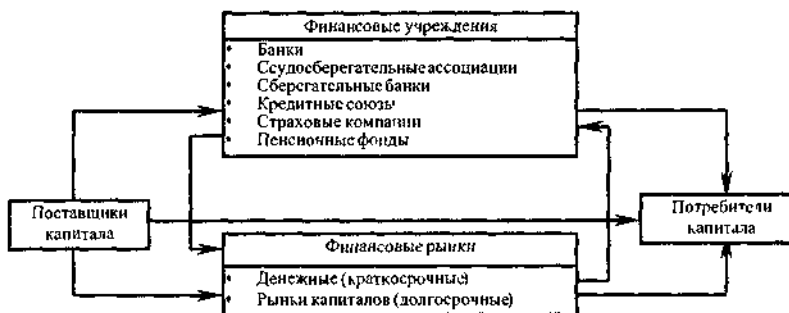 Финансовые учреждения
Банки
Ссудосберегательные ассоциации
Сберегательные банки
Кредитные союзы
Страховые компании
Пенсионные фонды
Поставщики
капитала
Потребители
капитала
Финансовые рынки
Денежные (краткосрочные)
Рынки капиталов (долгосрочные)